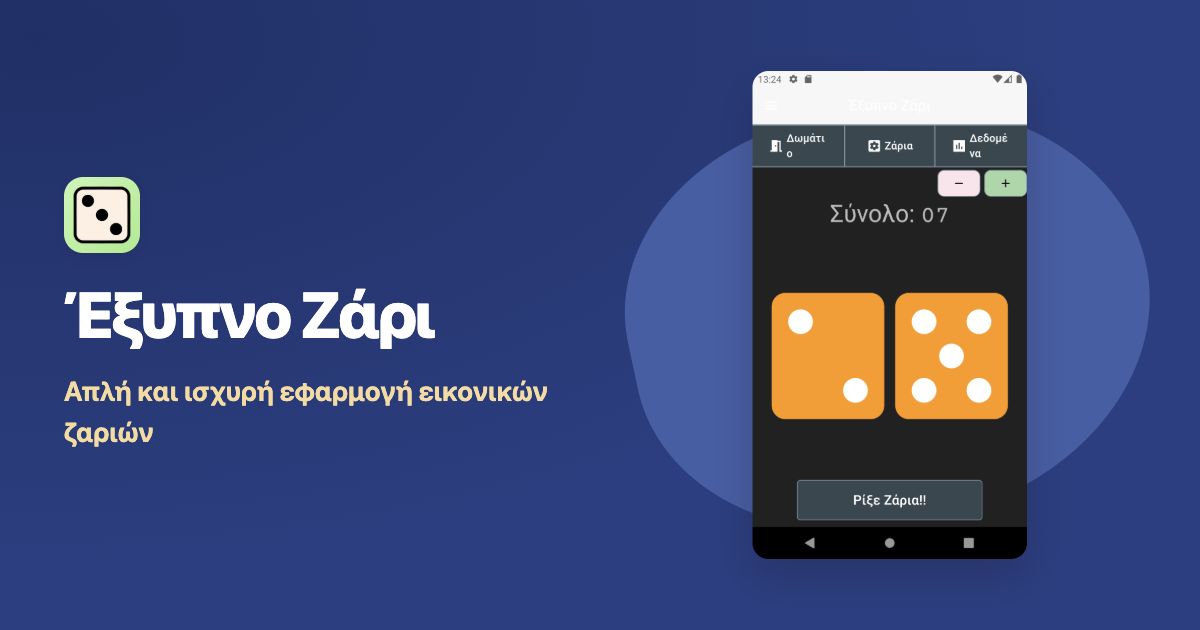 Έξυπνο Ζάρι
Απλή και ισχυρή εφαρμογή εικονικών
ζαριών
13:24
Έξυπνο Ζάρι
Δωμάτι
ο
Ζάρια
Δεδομέ
να
− +
Σύνολο: 07
Ρίξε Ζάρια!!